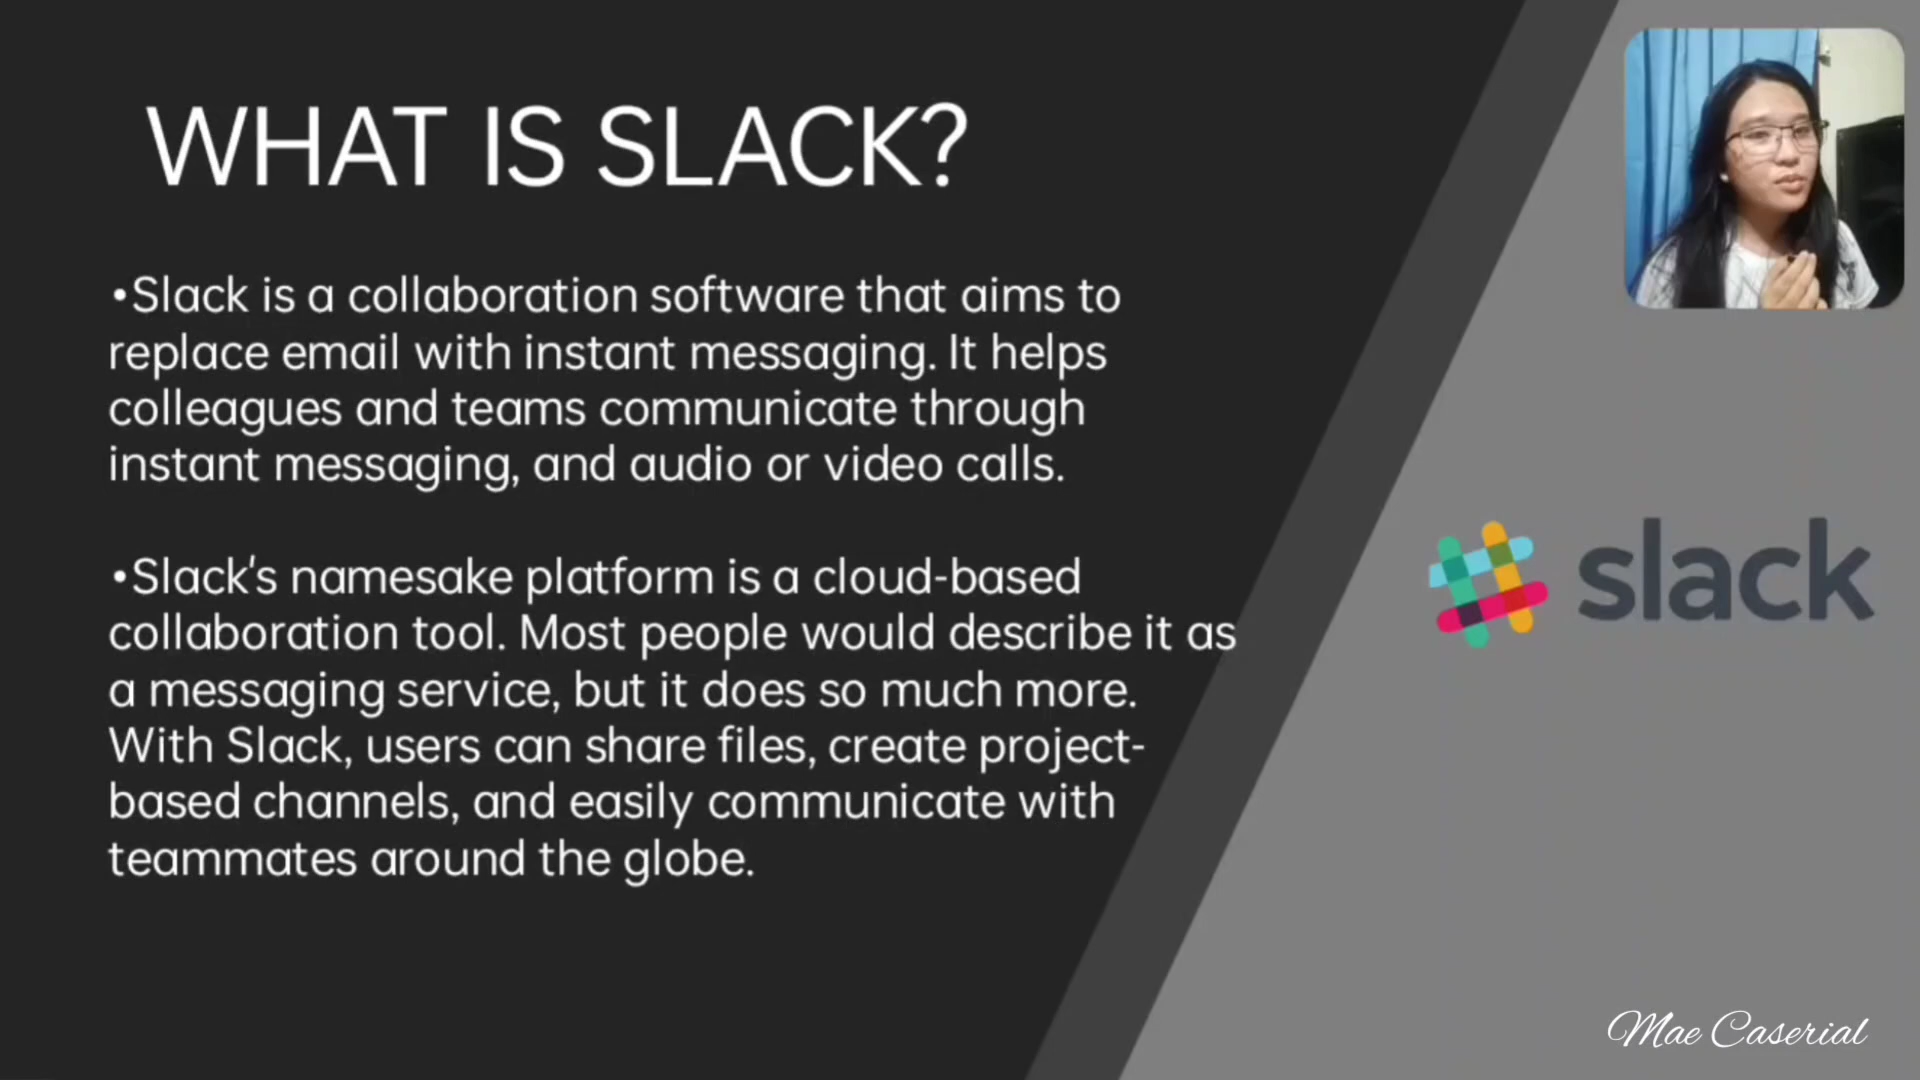 WHAT IS SLACK?
•Slack is a collaboration software that aims to
replace email with instant messaging. It helps
colleagues and teams communicate through
instant messaging, and audio or video calls.
•Slack's namesake platform is a cloud-based
collaboration tool. Most people would describe it as
a messaging service, but it does so much more.
With Slack, users can share files, create project-
based channels, and easily communicate with
teammates around the globe.
slack
Mae Caserial